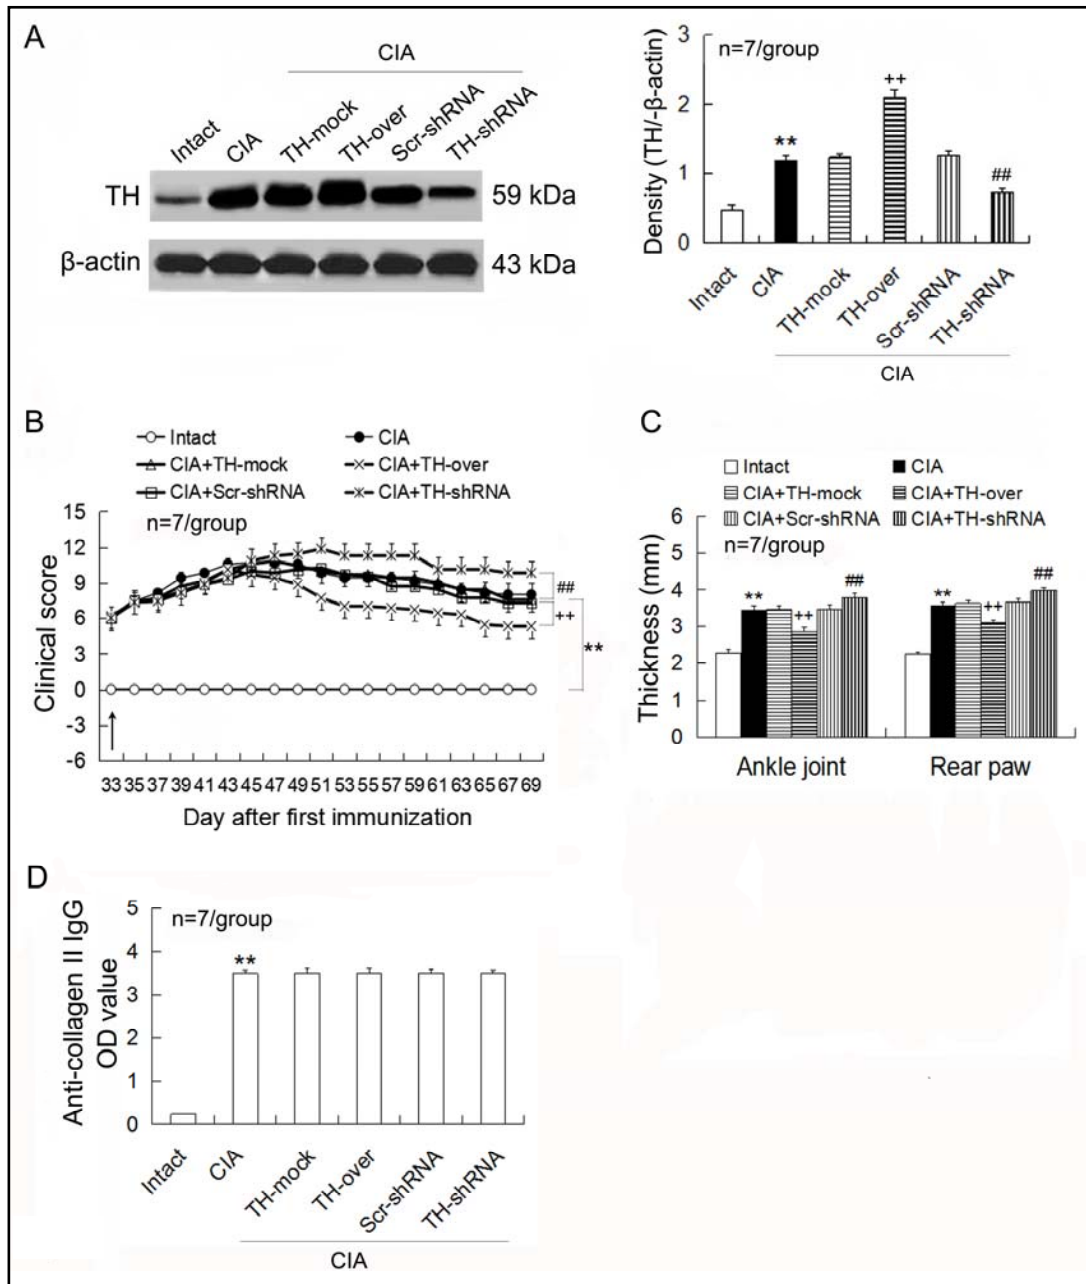 A
CIA
Intact
CIA
TH-mock
TH-over
Scr-shRNA
TH-shRNA
TH
59 kDa
β-actin
43 kDa
n=7/group
Density (TH/-β-actin)
3
2
1
0
**
++
##
Intact
CIA
TH-mock
TH-over
Scr-shRNA
TH-shRNA
CIA
B
Intact
CIA
CIA+TH-mock
CIA+TH-over
CIA+Scr-shRNA
CIA+TH-shRNA
n=7/group
Clinical score
15
12
9
6
3
0
-3
-6
##
++
**
33 35 37 39 41 43 45 47 49 51 53 55 57 59 61 63 65 67 69
Day after first immunization
C
Intact
CIA
CIA+TH-mock
CIA+TH-over
CIA+Scr-shRNA
CIA+TH-shRNA
n=7/group
Thickness (mm)
6
5
4
3
2
1
0
** ++ ##
** ++ ##
Ankle joint
Rear paw
D
n=7/group
Anti-collagen II IgG
OD value
5
4
3
2
1
0
**
Intact
CIA
TH-mock
TH-over
Scr-shRNA
TH-shRNA
CIA